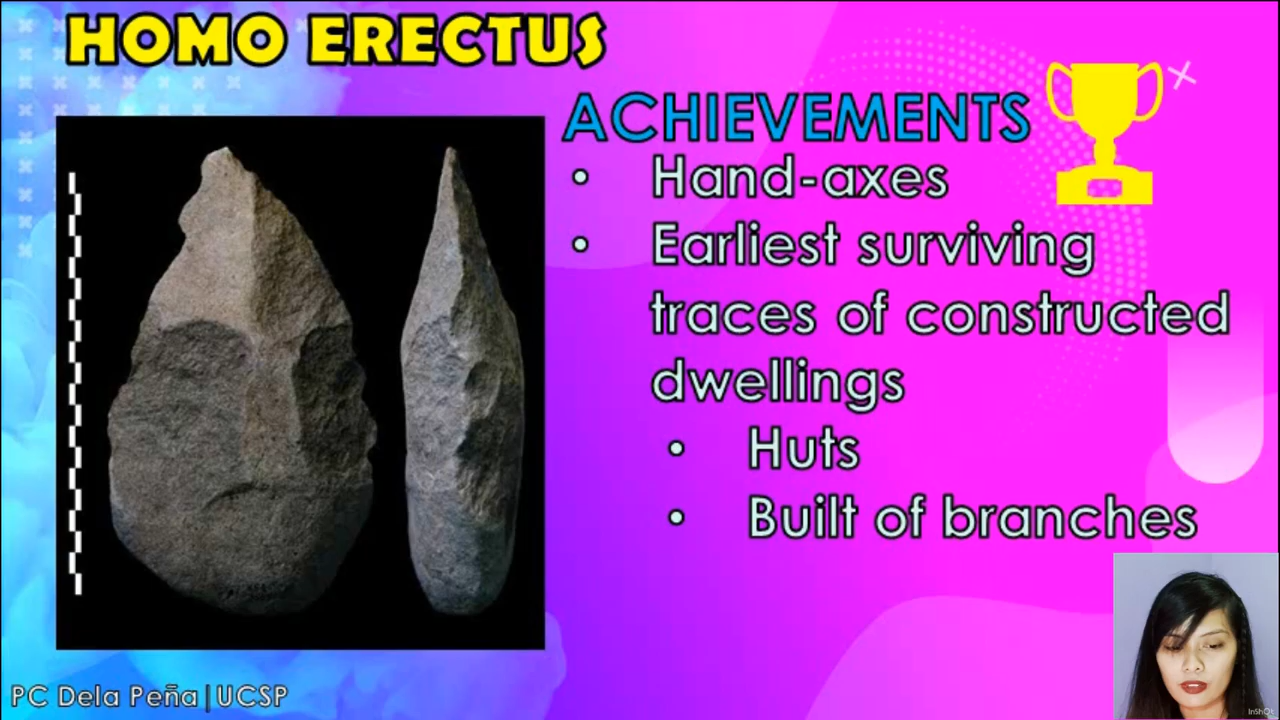 HOMO ERECTUS
ACHIEVEMENTS
• Hand-axes
• Earliest surviving
traces of constructed
dwellings
• Huts
• Built of branches
PC Dela Peña|UCSP
InShOt